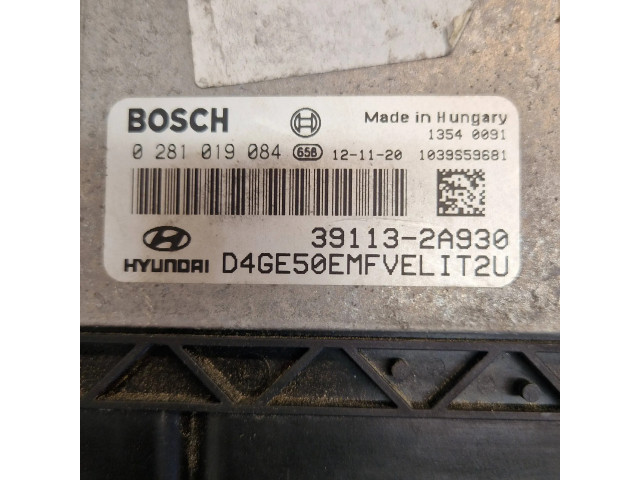 BOSCH
Made in Hungary
1354 0091
0 281 019 084 656 12-11-20 1039S59681
39113-2A930
HYUNDAI D4GE50EMFVELIT2U